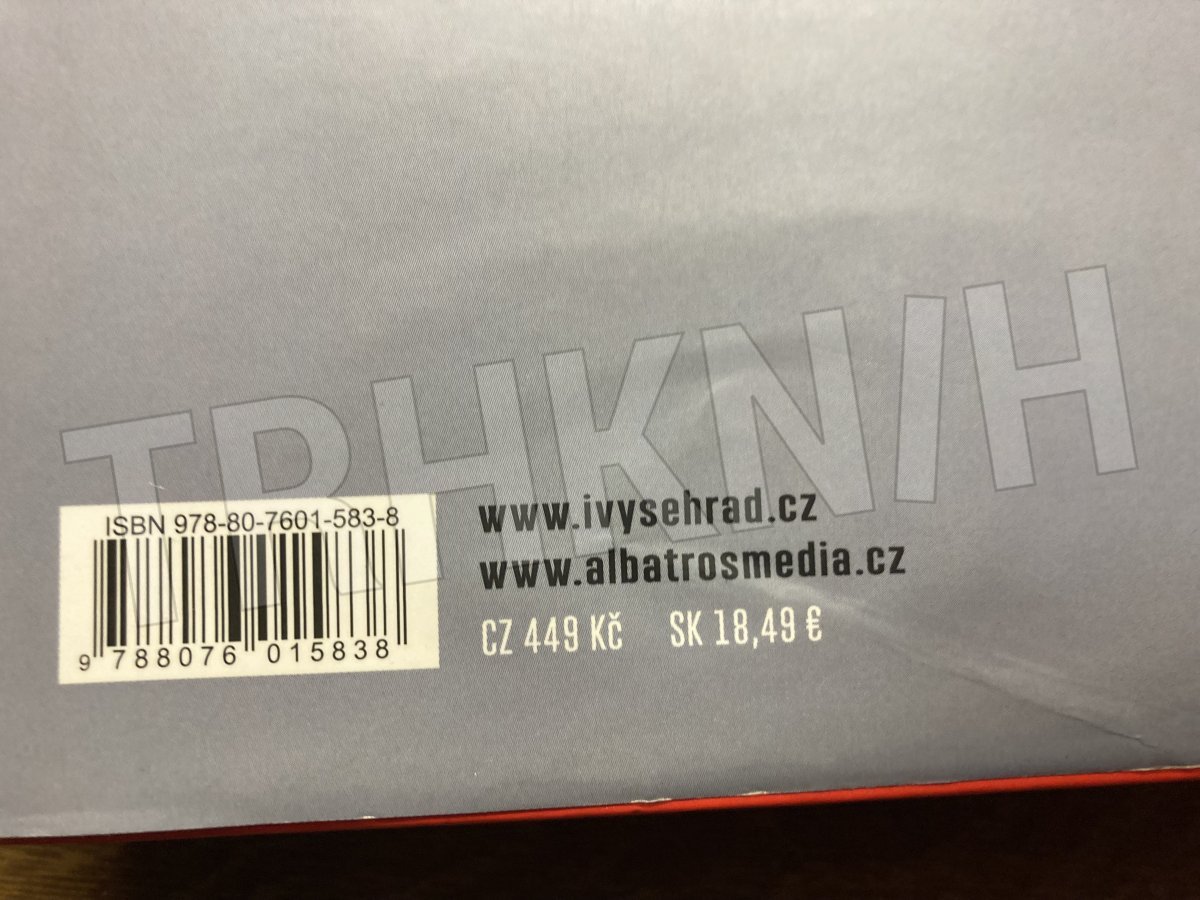 TRHKNIH
ISBN 978-80-7601-583-8
9 788076 015838
www.ivysehrad.cz
www.albatrosmedia.cz
CZ 449 Kč SK 18,49 €